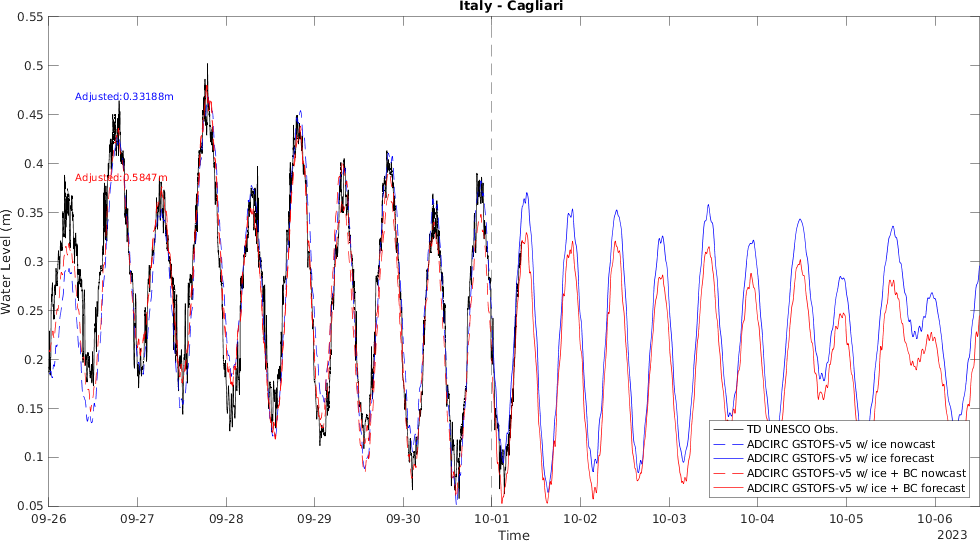 Italy - Cagliari
Water Level (m)
0.55
0.5
0.45
0.4
0.35
0.3
0.25
0.2
0.15
0.1
0.05
Adjusted:0.33188m
Adjusted:0.5847m
TD UNESCO Obs.
ADCIRC GSTOFS-v5 w/ ice nowcast
ADCIRC GSTOFS-v5 w/ ice forecast
ADCIRC GSTOFS-v5 w/ ice + BC nowcast
ADCIRC GSTOFS-v5 w/ ice + BC forecast
09-26 09-27 09-28 09-29 09-30 10-01 10-02 10-03 10-04 10-05 10-06
Time
2023